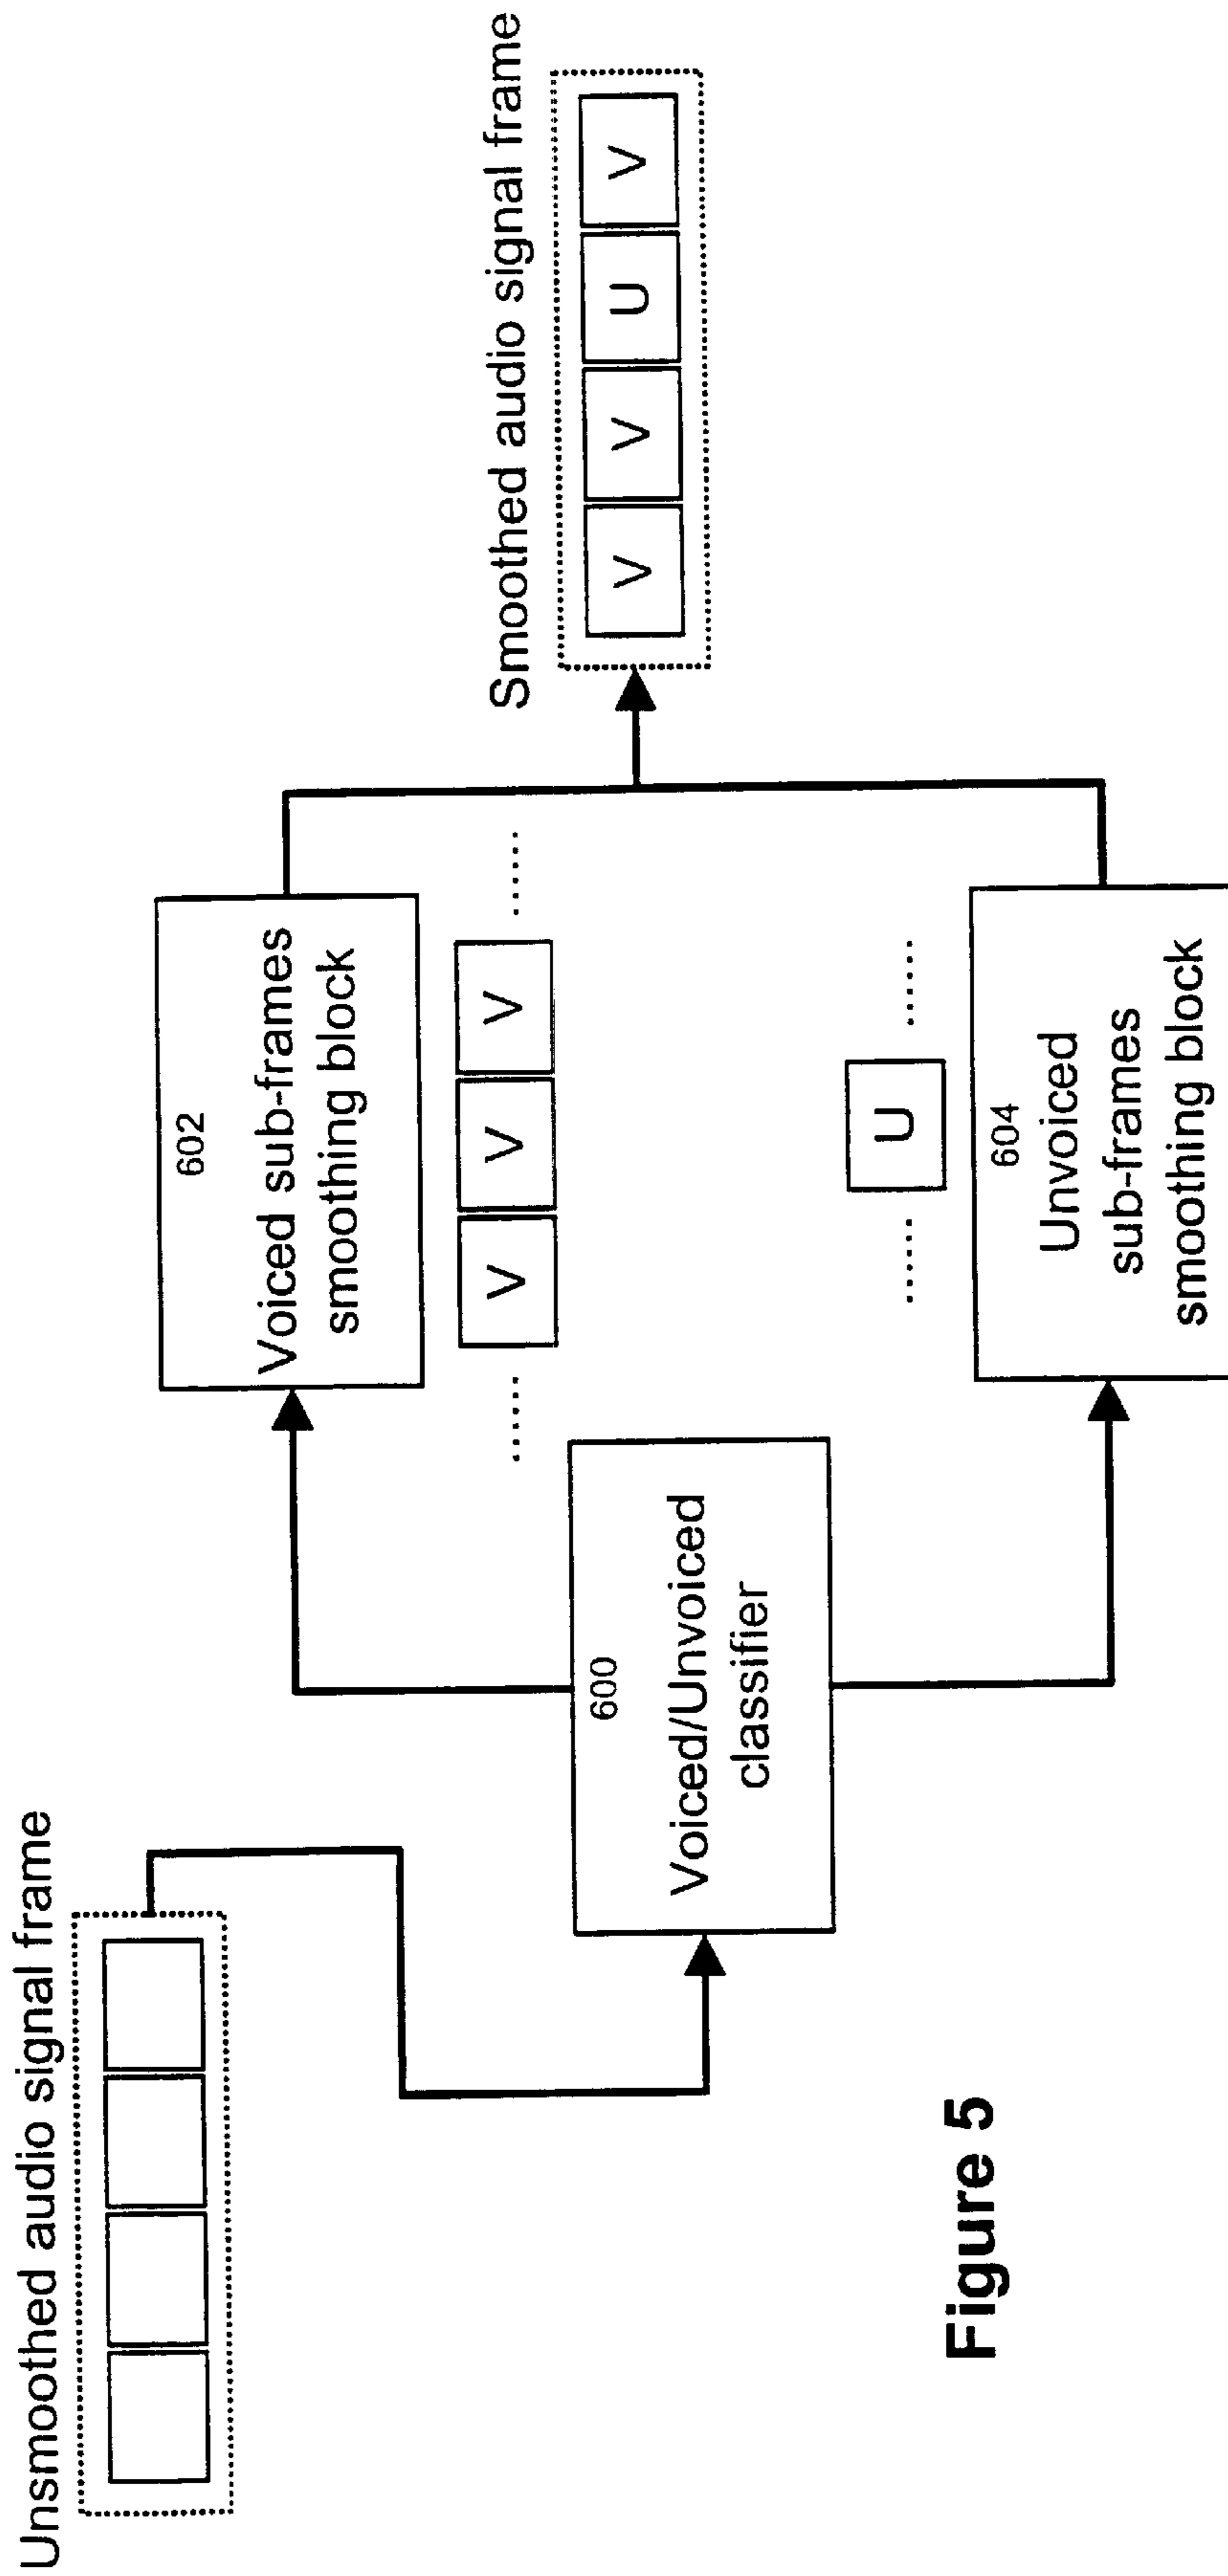 Unsmoothed audio signal frame
600
Voiced/Unvoiced
classifier
602
Voiced sub-frames
smoothing block
...... V V V ......
...... U ......
604
Unvoiced
sub-frames
smoothing block
Smoothed audio signal frame
V V U V
Figure 5